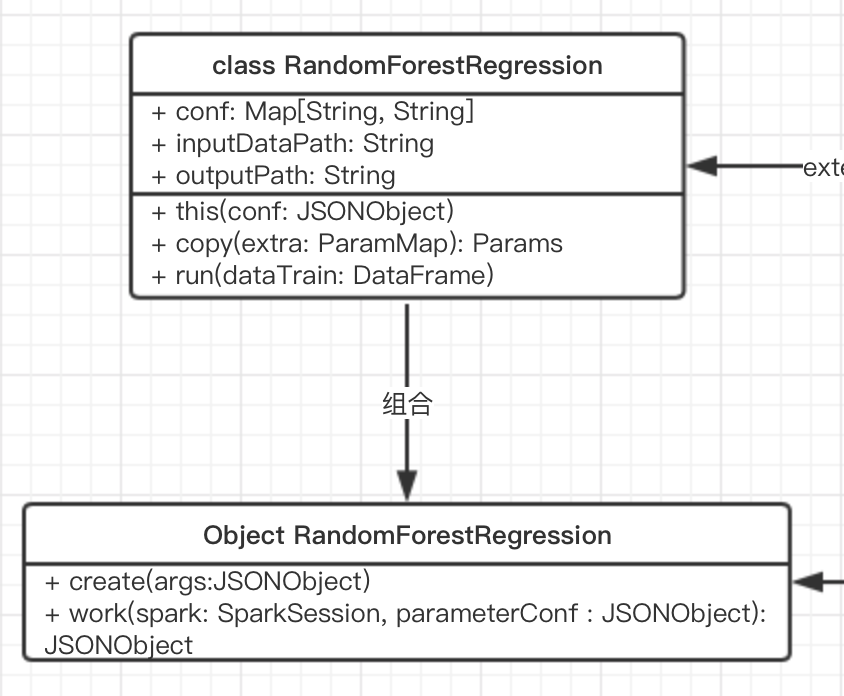 class RandomForestRegression
+ conf: Map[String, String]
+ inputDataPath: String
+ outputPath: String
+ this(conf: JSONObject)
+ copy(extra: ParamMap): Params
+ run(dataTrain: DataFrame)
组合
Object RandomForestRegression
+ create(args:JSONObject)
+ work(spark: SparkSession, parameterConf : JSONObject):
JSONObject